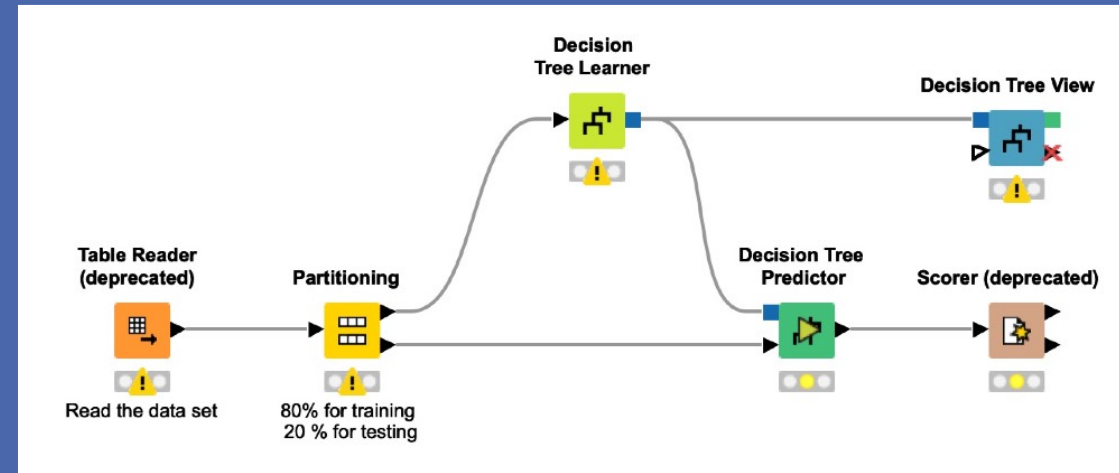 Decision
Tree Learner
Decision Tree View
Table Reader
(deprecated)
Partitioning
Decision Tree
Predictor
Scorer (deprecated)
Read the data set
80% for training
20 % for testing